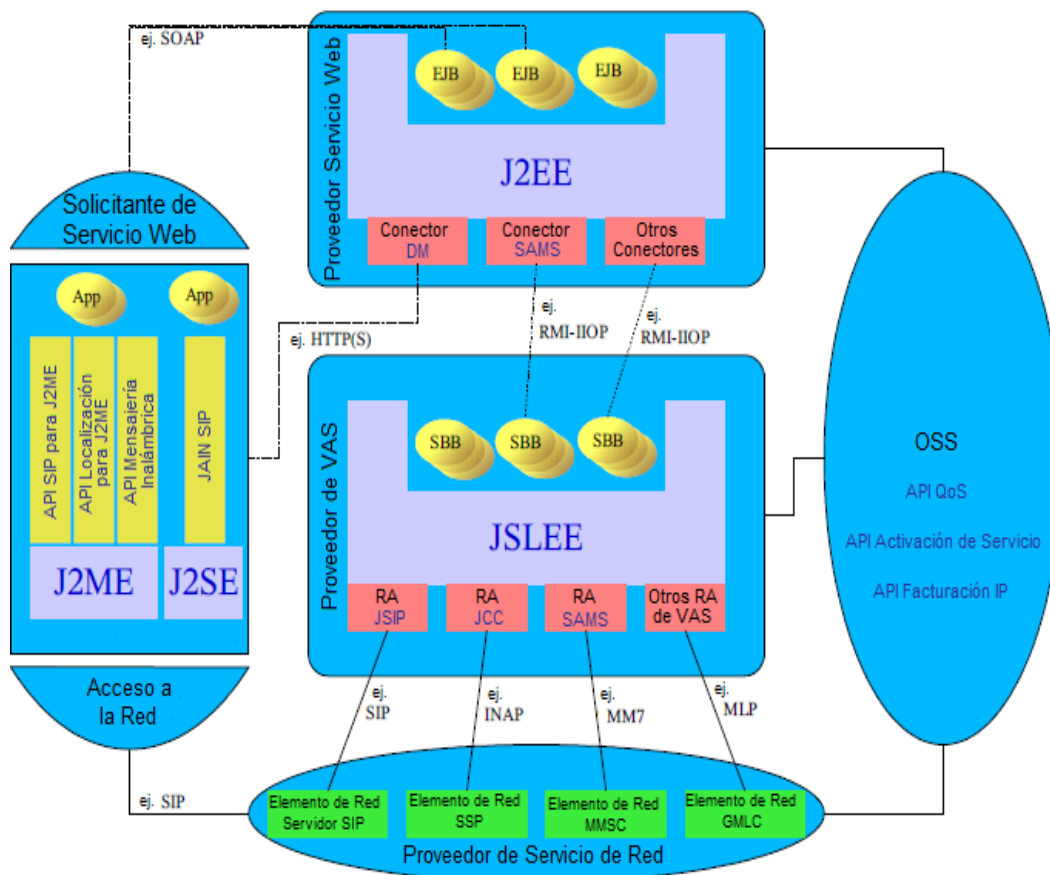 ej. SOAP
EJB
EJB
EJB
Proveedor Servicio Web
J2EE
Conector
DM
Conector
SAMS
Otros
Conectores
Solicitante de
Servicio Web
App
App
API SIP para J2ME
API Localización
para J2ME
API Mensajería
Inalámbrica
JAIN SIP
J2ME
J2SE
ej. HTTP(S)
ej.
RMI-IIOP
ej.
RMI-IIOP
Proveedor de VAS
SBB
SBB
SBB
JSLEE
RA
JSIP
RA
JCC
RA
SAMS
Otros RA
de VAS
OSS
API QoS
API Activación de Servicio
API Facturación IP
Acceso a
la Red
ej. SIP
ej.
SIP
ej.
INAP
ej.
MM7
ej.
MLP
Elemento de Red
Servidor SIP
Elemento de Red
SSP
Elemento de Red
MMSC
Elemento de Red
GMLC
Proveedor de Servicio de Red